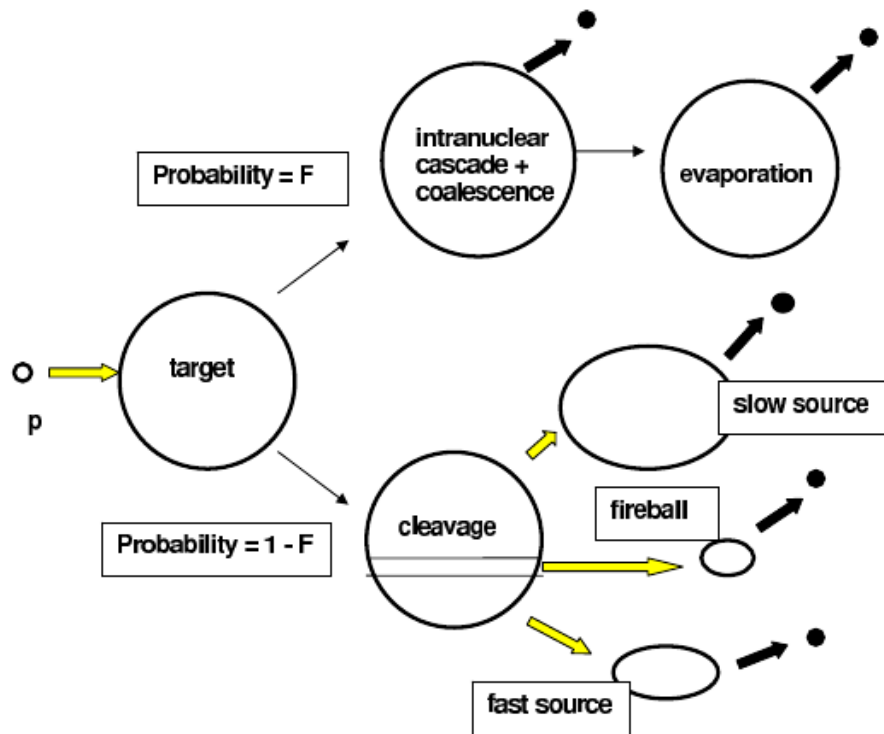 intranuclear
cascade +
coalescence
evaporation
Probability = F
target
p
slow source
fireball
cleavage
Probability = 1 - F
fast source